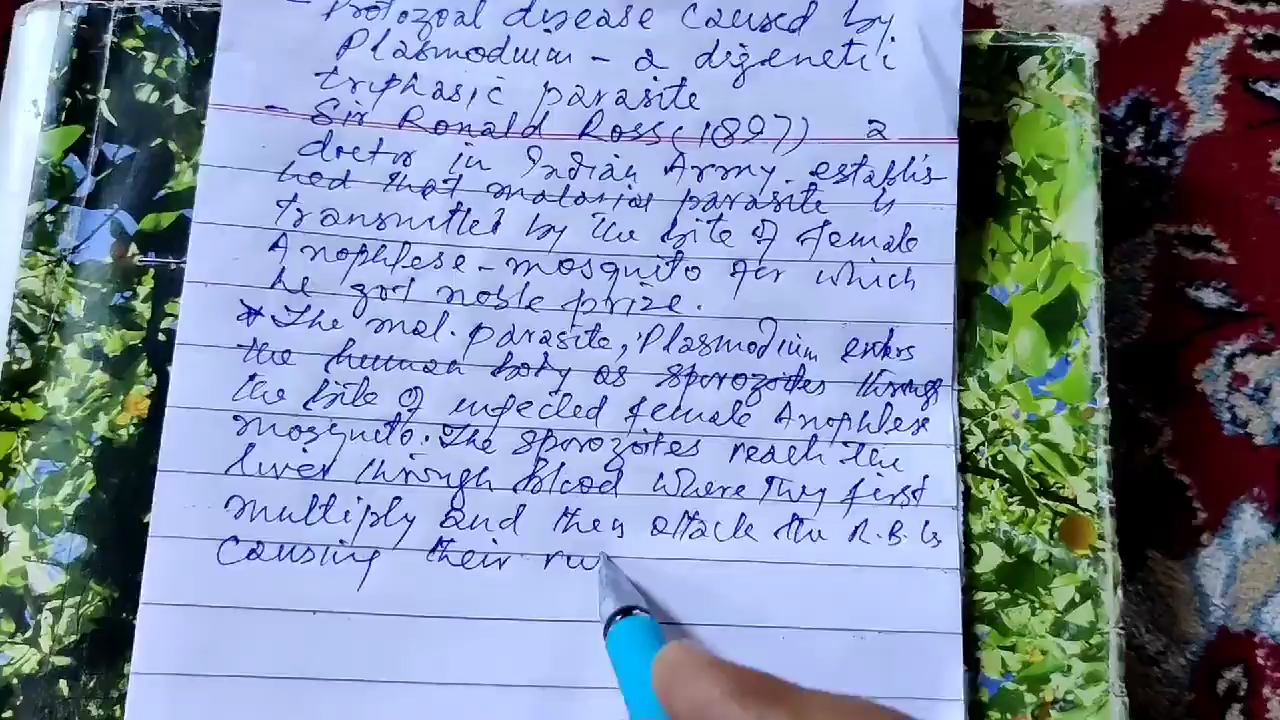 - Protozoal disease caused by
Plasmodium - a digenetic
triphasic parasite
- Sir Ronald Ross (1897) a
doctor in Indian Army. establis
hed that malarial parasite is
transmitted by the bite of female
Anophlese - mosquito for which
he got noble prize.
* The mal. parasite, Plasmodium enters
the human body as sporozites through
the bite of infected female Anophlese
mosquito. The sporozites reach the
liver through blood where they first
multiply and then attack the R.B.Cs
causing their ru